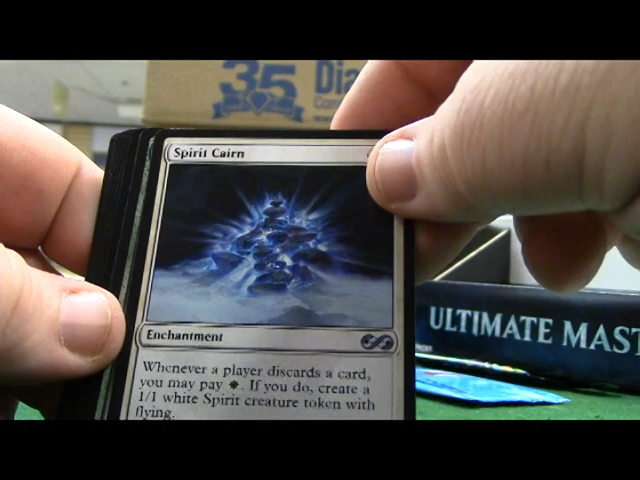 35
Dia
Com
Spirit Cairn
Enchantment
Whenever a player discards a card,
you may pay . If you do, create a
1/1 white Spirit creature token with
flying.
ULTIMATE MAST